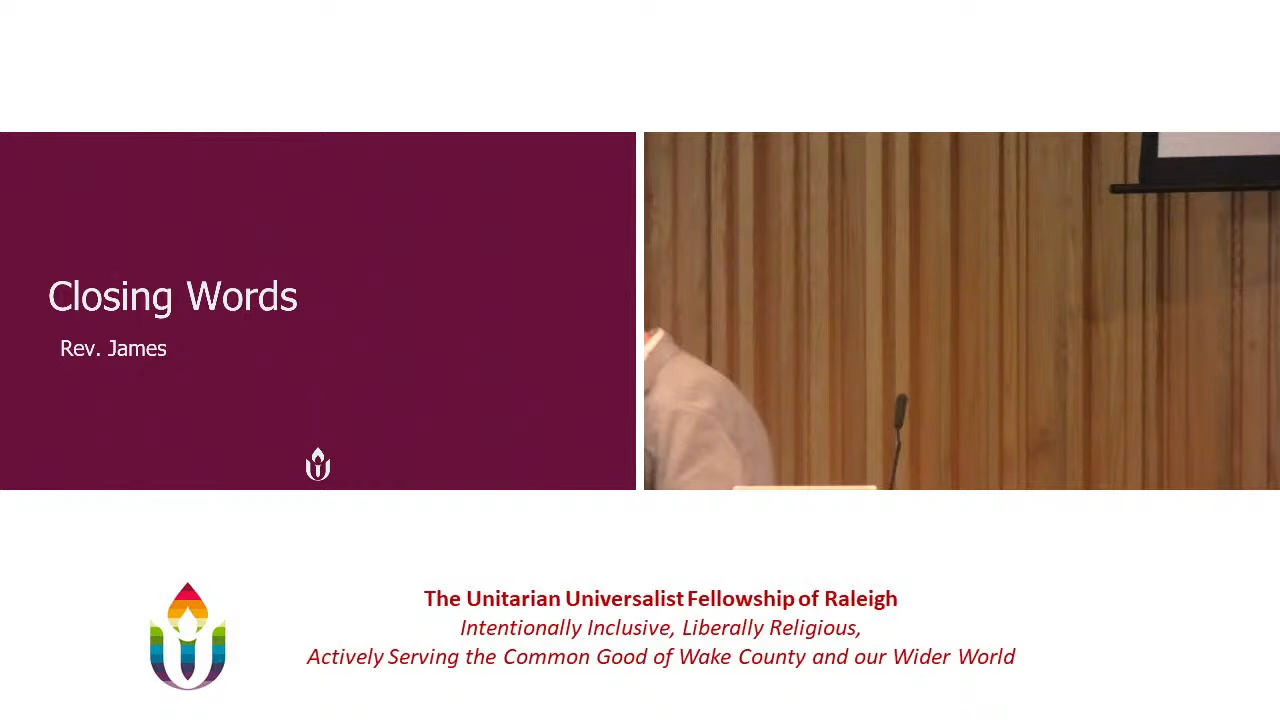 Closing Words
Rev. James
The Unitarian Universalist Fellowship of Raleigh
Intentionally Inclusive, Liberally Religious,
Actively Serving the Common Good of Wake County and our Wider World